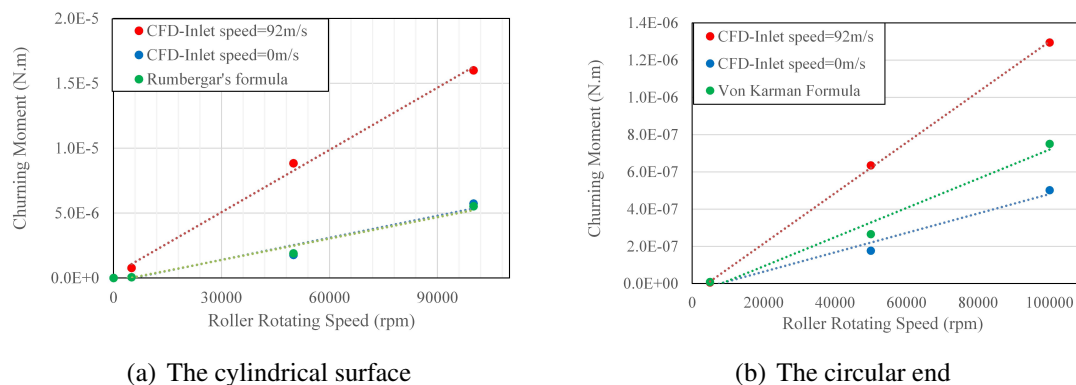 2.0E-5
1.5E-5
1.0E-5
5.0E-6
0.0E+0
Churning Moment (N.m)
CFD-Inlet speed=92m/s
CFD-Inlet speed=0m/s
Rumbergar's formula
0 30000 60000 90000
Roller Rotating Speed (rpm)
(a) The cylindrical surface
1.4E-06
1.2E-06
1.0E-06
8.0E-07
6.0E-07
4.0E-07
2.0E-07
0.0E+00
Churning Moment (N.m)
CFD-Inlet speed=92m/s
CFD-Inlet speed=0m/s
Von Karman Formula
0 20000 40000 60000 80000 100000
Roller Rotating Speed (rpm)
(b) The circular end